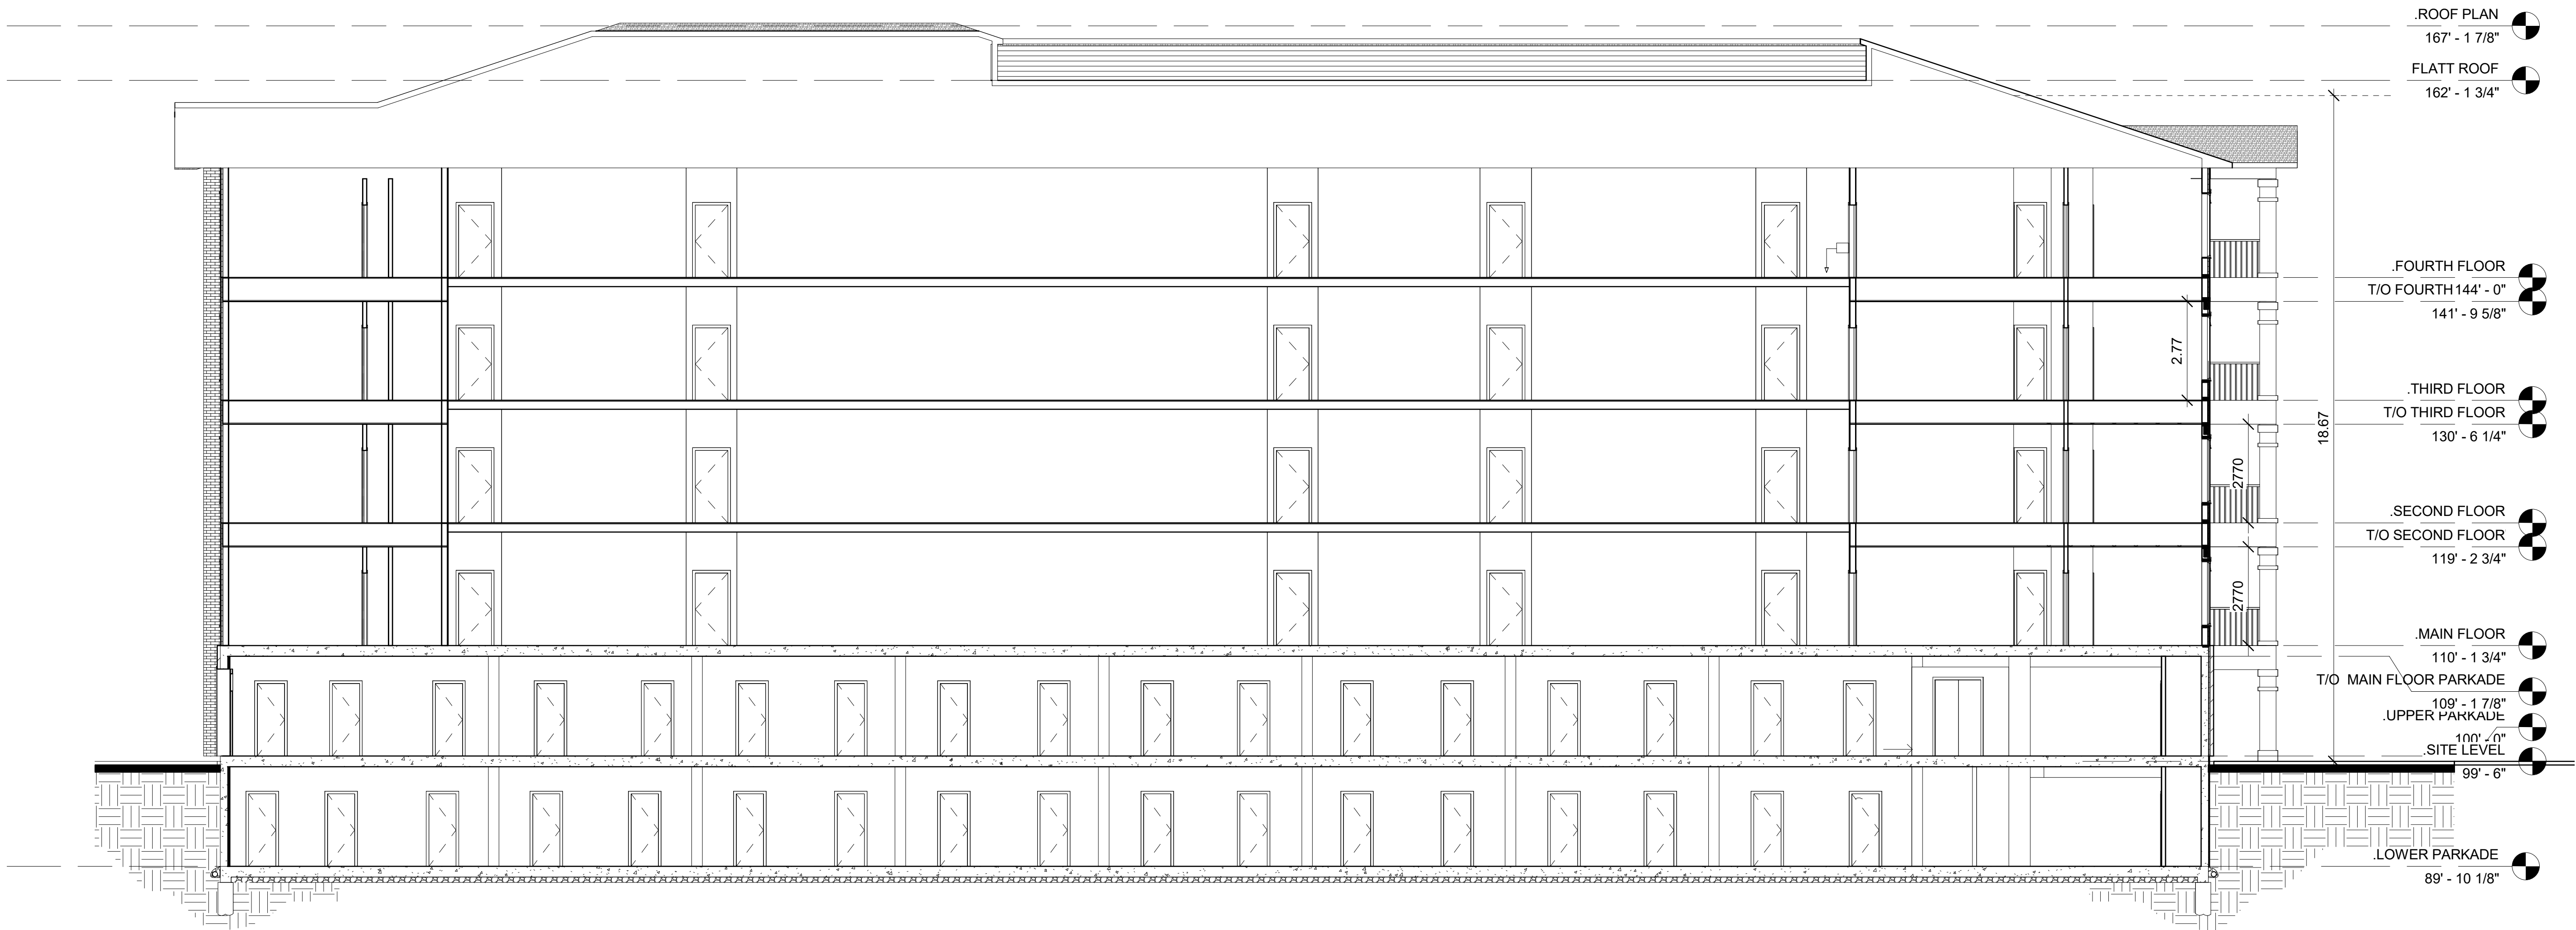 .ROOF PLAN
167' - 1 7/8"
FLATT ROOF
162' - 1 3/4"
.FOURTH FLOOR
T/O FOURTH 144' - 0"
141' - 9 5/8"
2.77
.THIRD FLOOR
T/O THIRD FLOOR
130' - 6 1/4"
18.67
2770
.SECOND FLOOR
T/O SECOND FLOOR
119' - 2 3/4"
2770
.MAIN FLOOR
110' - 1 3/4"
T/O MAIN FLOOR PARKADE
109' - 1 7/8"
.UPPER PARKADE
100' - 0"
.SITE LEVEL
99' - 6"
.LOWER PARKADE
89' - 10 1/8"